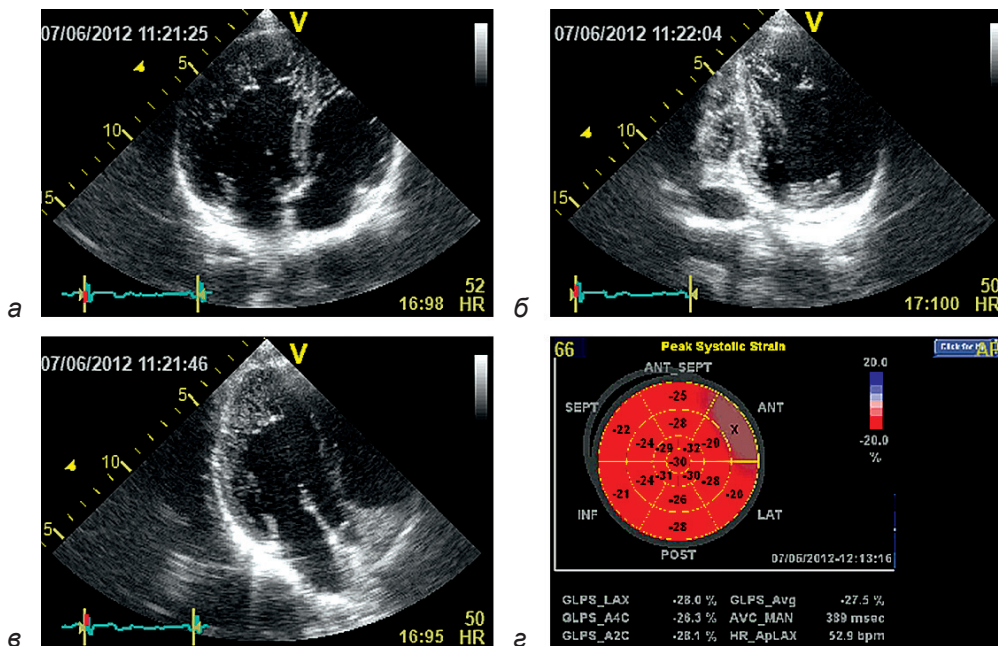 07/06/2012 11:21:25
V
5
10
15
52
16:98 HR
а
07/06/2012 11:22:04
V
5
10
15
50
17:100 HR
б
07/06/2012 11:21:46
V
5
10
5
50
16:95 HR
в
66
Peak Systolic Strain
AP
ANT_SEPT
20.0
SEPT
ANT
-25
-28
X
-22
-24
-29
-32
-20.0
-30
%
-21
-24
-31
-30
-28
-20
-26
INF
LAT
-28
POST
07/06/2012-12:13:16
GLPS_LAX -28.0 % GLPS_Avg -27.5 %
GLPS_A4C -26.3 % AVC_MAN 389 msec
GLPS_A2C -28.1 % HR_ApLAX 52.9 bpm
г